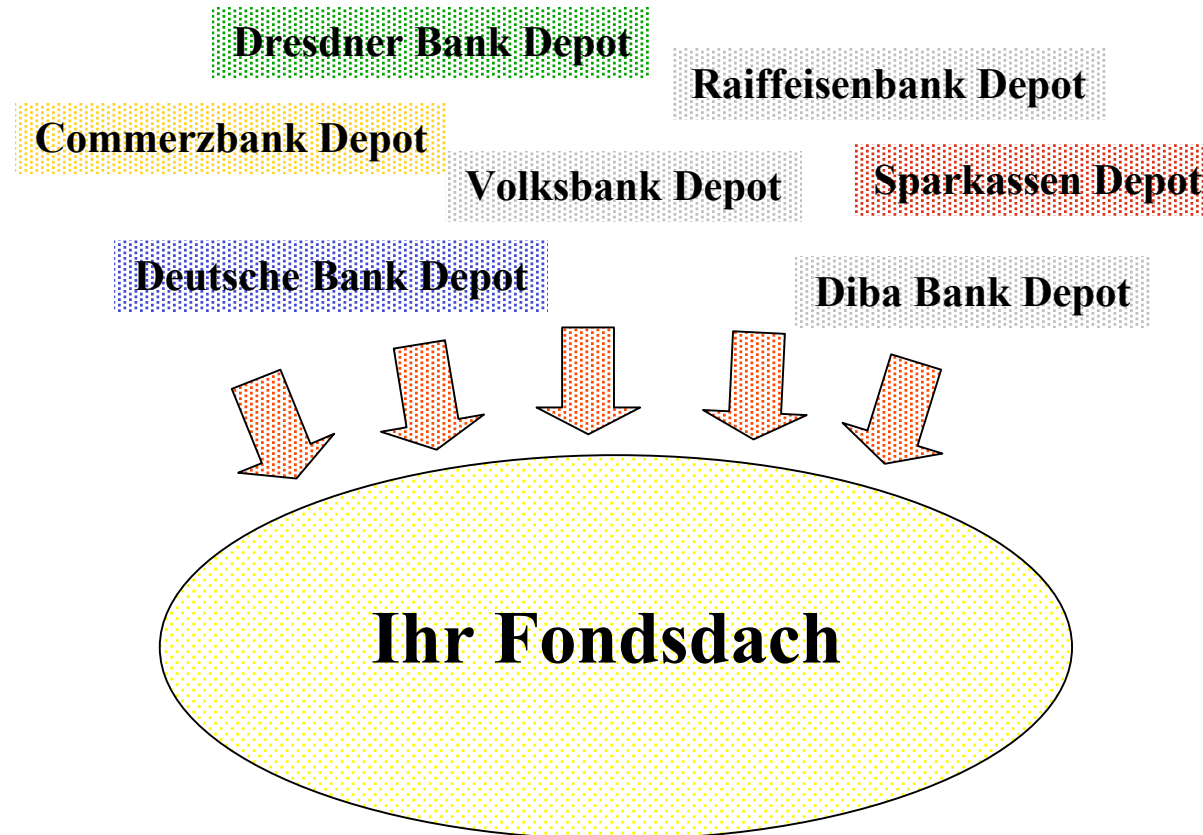 Dresdner Bank Depot
Raiffeisenbank Depot
Commerzbank Depot
Volksbank Depot
Sparkassen Depot
Deutsche Bank Depot
Diba Bank Depot
Ihr Fondsdach